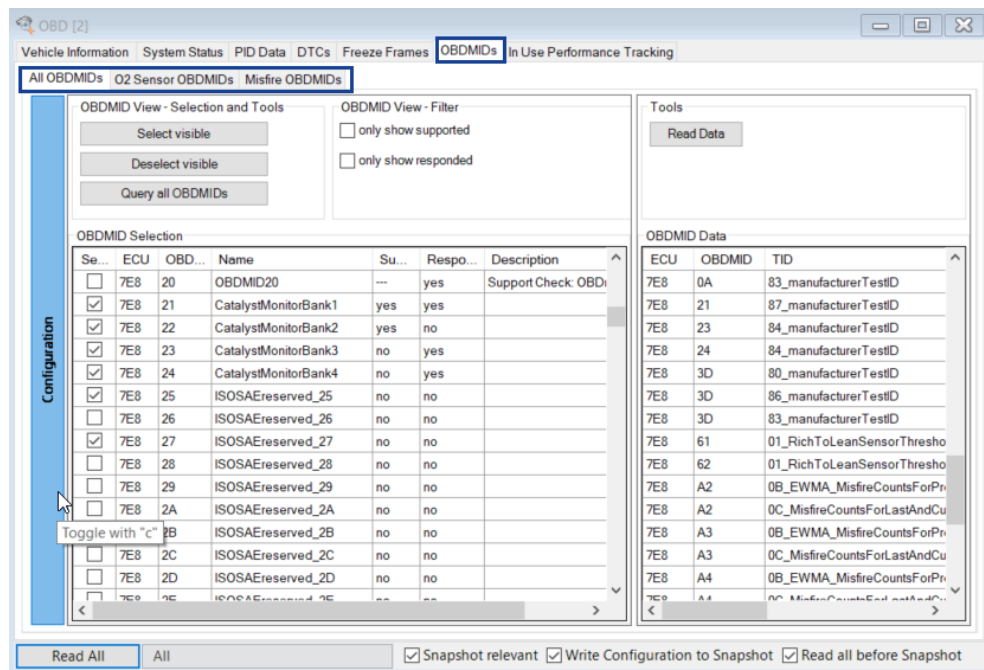 OBD [2]
Vehicle Information System Status PID Data DTCs Freeze Frames OBDMIDs In Use Performance Tracking
All OBDMIDs O2 Sensor OBDMIDs Misfire OBDMIDs
Configuration
OBDMID View - Selection and Tools
Select visible
Deselect visible
Query all OBDMIDs
OBDMID View - Filter
only show supported
only show responded
Tools
Read Data
OBDMID Selection
Se... ECU OBD... Name Su... Respo... Description
7E8 20 OBDMID20 --- yes Support Check: OBD
7E8 21 CatalystMonitorBank1 yes yes
7E8 22 CatalystMonitorBank2 yes no
7E8 23 CatalystMonitorBank3 no yes
7E8 24 CatalystMonitorBank4 no yes
7E8 25 ISOSAEreserved_25 no no
7E8 26 ISOSAEreserved_26 no no
7E8 27 ISOSAEreserved_27 no no
7E8 28 ISOSAEreserved_28 no no
7E8 29 ISOSAEreserved_29 no no
7E8 2A ISOSAEreserved_2A no no
Toggle with "c" 2B ISOSAEreserved_2B no no
7E8 2C ISOSAEreserved_2C no no
7E8 2D ISOSAEreserved_2D no no
OBDMID Data
ECU OBDMID TID
7E8 0A 83_manufacturerTestID
7E8 21 87_manufacturerTestID
7E8 23 84_manufacturerTestID
7E8 24 84_manufacturerTestID
7E8 3D 80_manufacturerTestID
7E8 3D 86_manufacturerTestID
7E8 3D 83_manufacturerTestID
7E8 61 01_RichToLeanSensorThresho
7E8 62 01_RichToLeanSensorThresho
7E8 A2 0B_EWMA_MisfireCountsForPr
7E8 A2 0C_MisfireCountsForLastAndCu
7E8 A3 0B_EWMA_MisfireCountsForPr
7E8 A3 0C_MisfireCountsForLastAndCu
7E8 A4 0B_EWMA_MisfireCountsForPr
Read All All Snapshot relevant Write Configuration to Snapshot Read all before Snapshot